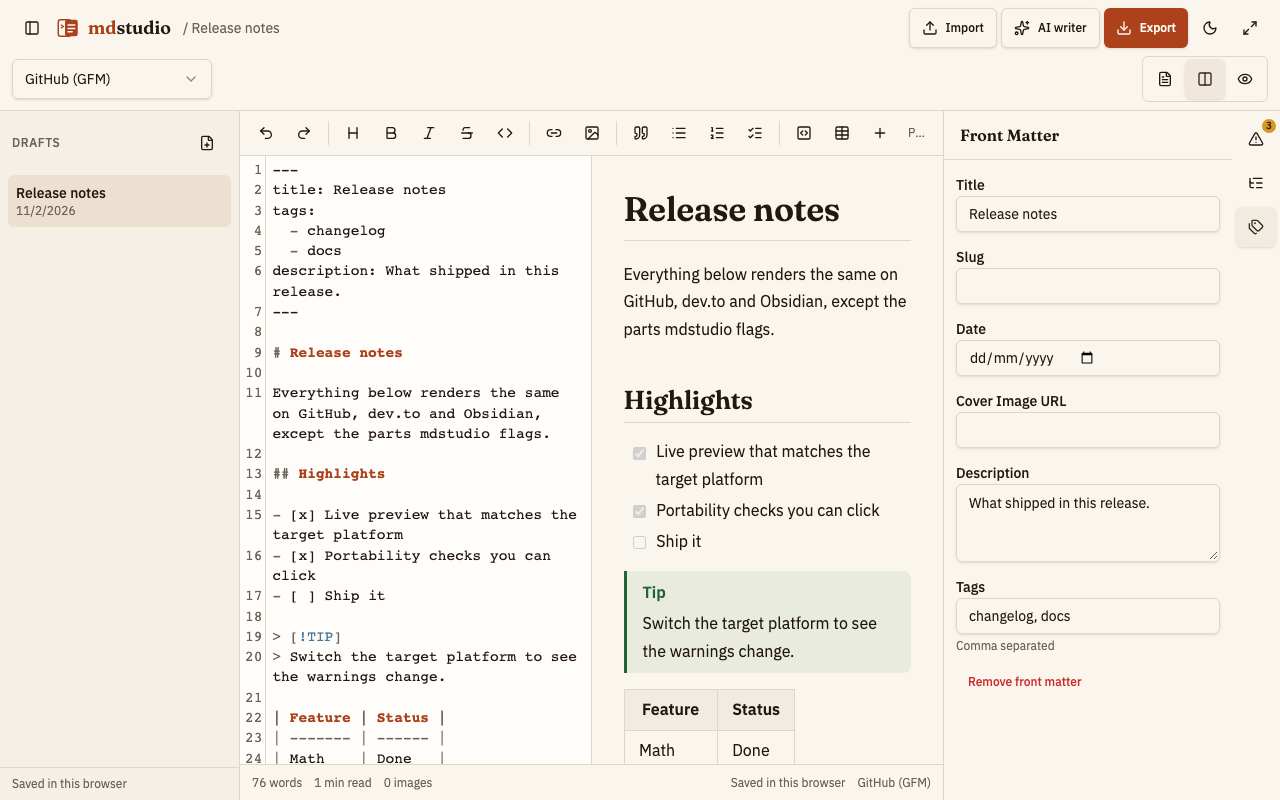 mdstudio / Release notes
Import
AI writer
Export
GitHub (GFM)
DRAFTS
Release notes
11/2/2026
Saved in this browser
P...
1 ---
2 title: Release notes
3 tags:
4   - changelog
5   - docs
6 description: What shipped in this
release.
7 ---
8
9 # Release notes
10
11 Everything below renders the same
on GitHub, dev.to and Obsidian,
except the parts mdstudio flags.
12
13 ## Highlights
14
15 - [x] Live preview that matches the
target platform
16 - [x] Portability checks you can
click
17 - [ ] Ship it
18
19 > [!TIP]
20 > Switch the target platform to see
the warnings change.
21
22 | Feature | Status |
23 | ------- | ------ |
24 | Math    | Done   |
Release notes
Everything below renders the same on
GitHub, dev.to and Obsidian, except the
parts mdstudio flags.
Highlights
Live preview that matches the
target platform
Portability checks you can click
Ship it
Tip
Switch the target platform to see
the warnings change.
Feature Status
Math Done
76 words 1 min read 0 images
Saved in this browser GitHub (GFM)
Front Matter
3
Title
Release notes
Slug
Date
dd/mm/yyyy
Cover Image URL
Description
What shipped in this release.
Tags
changelog, docs
Comma separated
Remove front matter